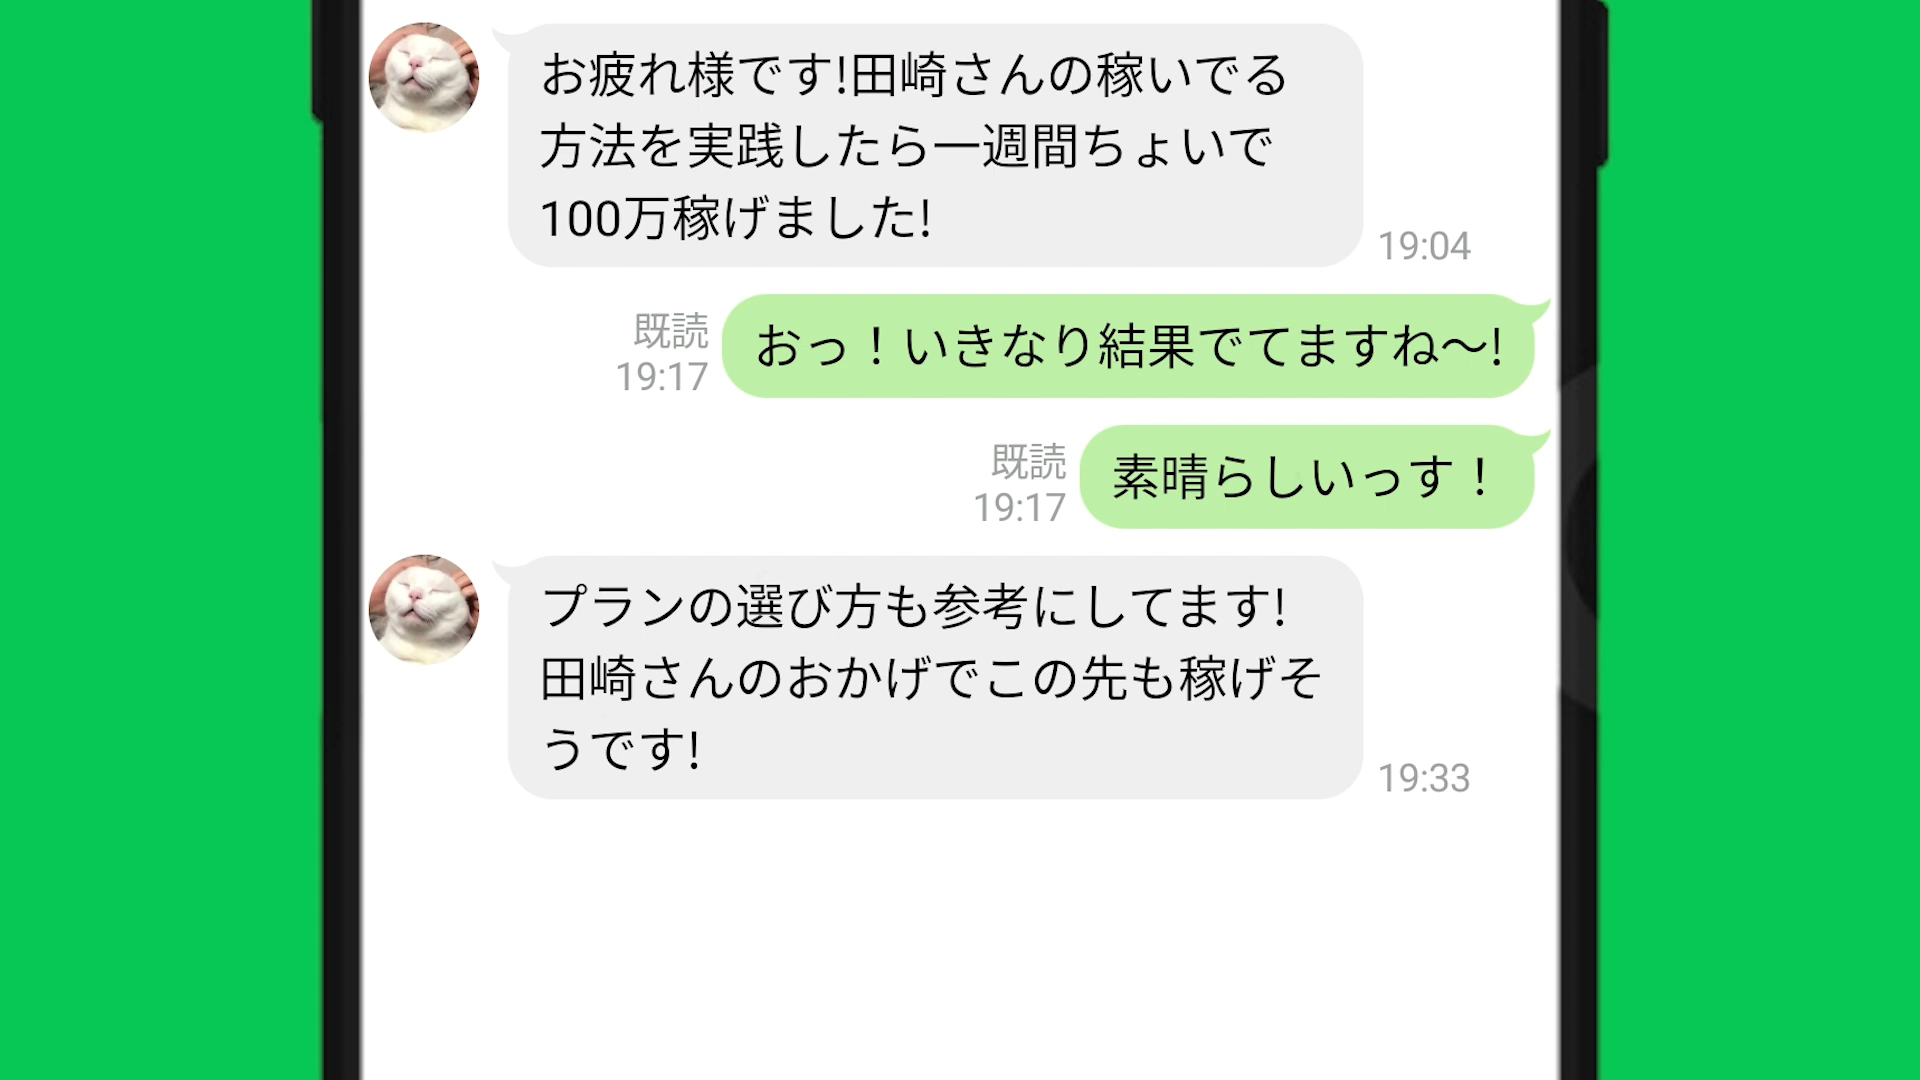 お疲れ様です!田崎さんの稼いでる
方法を実践したら一週間ちょいで
100万稼げました!
19:04
既読
19:17
おっ！いきなり結果でてますね〜!
既読
19:17
素晴らしいっす！
プランの選び方も参考にしてます!
田崎さんのおかげでこの先も稼げそ
うです!
19:33